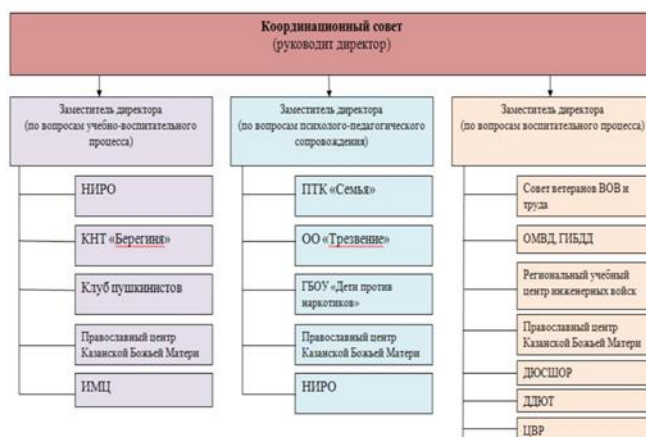 Координационный совет
(руководит директор)
Заместитель директора
(по вопросам учебно-воспитательного
процесса)
НИРО
КНТ «Берегиня»
Клуб пушкинистов
Православный центр
Казанской Божьей Матери
ИМЦ
Заместитель директора
(по вопросам психолого-педагогического
сопровождения)
ПТК «Семья»
ОО «Трезвение»
ГБОУ «Дети против
наркотиков»
Православный центр
Казанской Божьей Матери
НИРО
Заместитель директора
(по вопросам воспитательного процесса)
Совет ветеранов ВОВ и
труда
ОМВД, ГИБДД
Региональный учебный
центр инженерных войск
Православный центр
Казанской Божьей Матери
ДЮСШОР
ДДЮТ
ЦВР